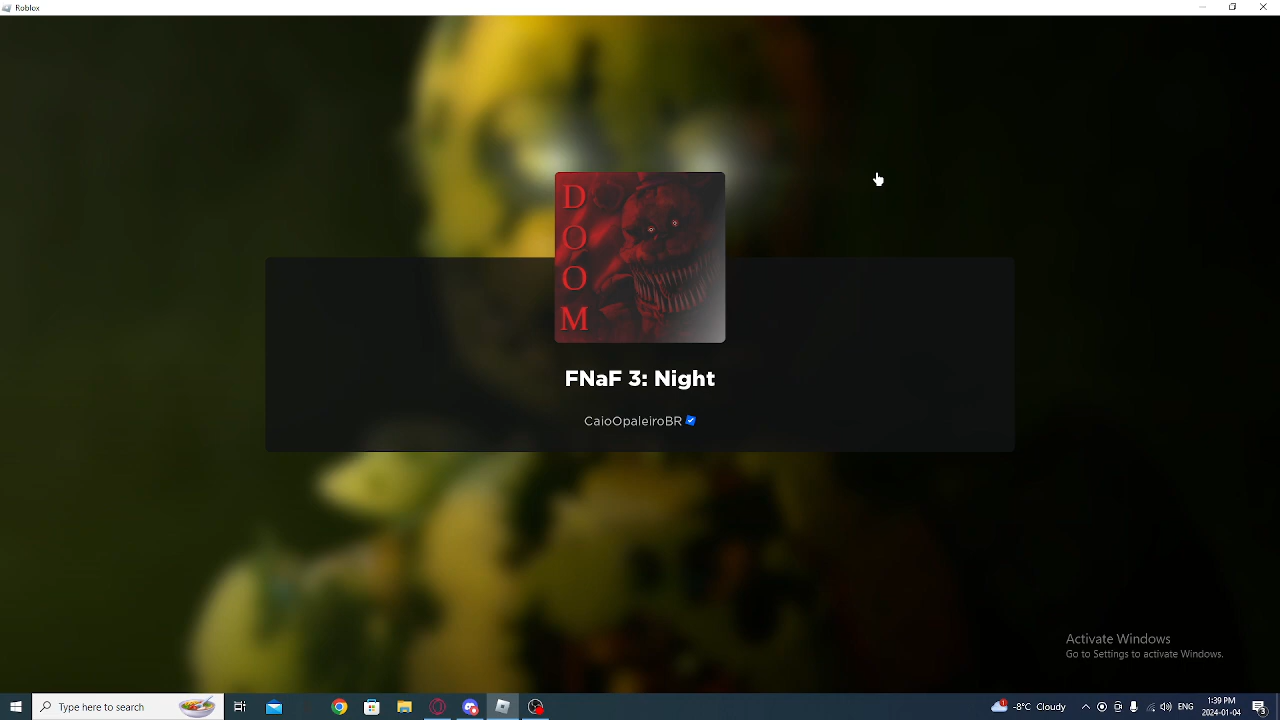 Roblox
D
O
O
M
FNaF 3: Night
CaioOpaleiroBR
Activate Windows
Go to Settings to activate Windows.
Type here to search
-8°C Cloudy
ENG
1:39 PM
2024-01-04